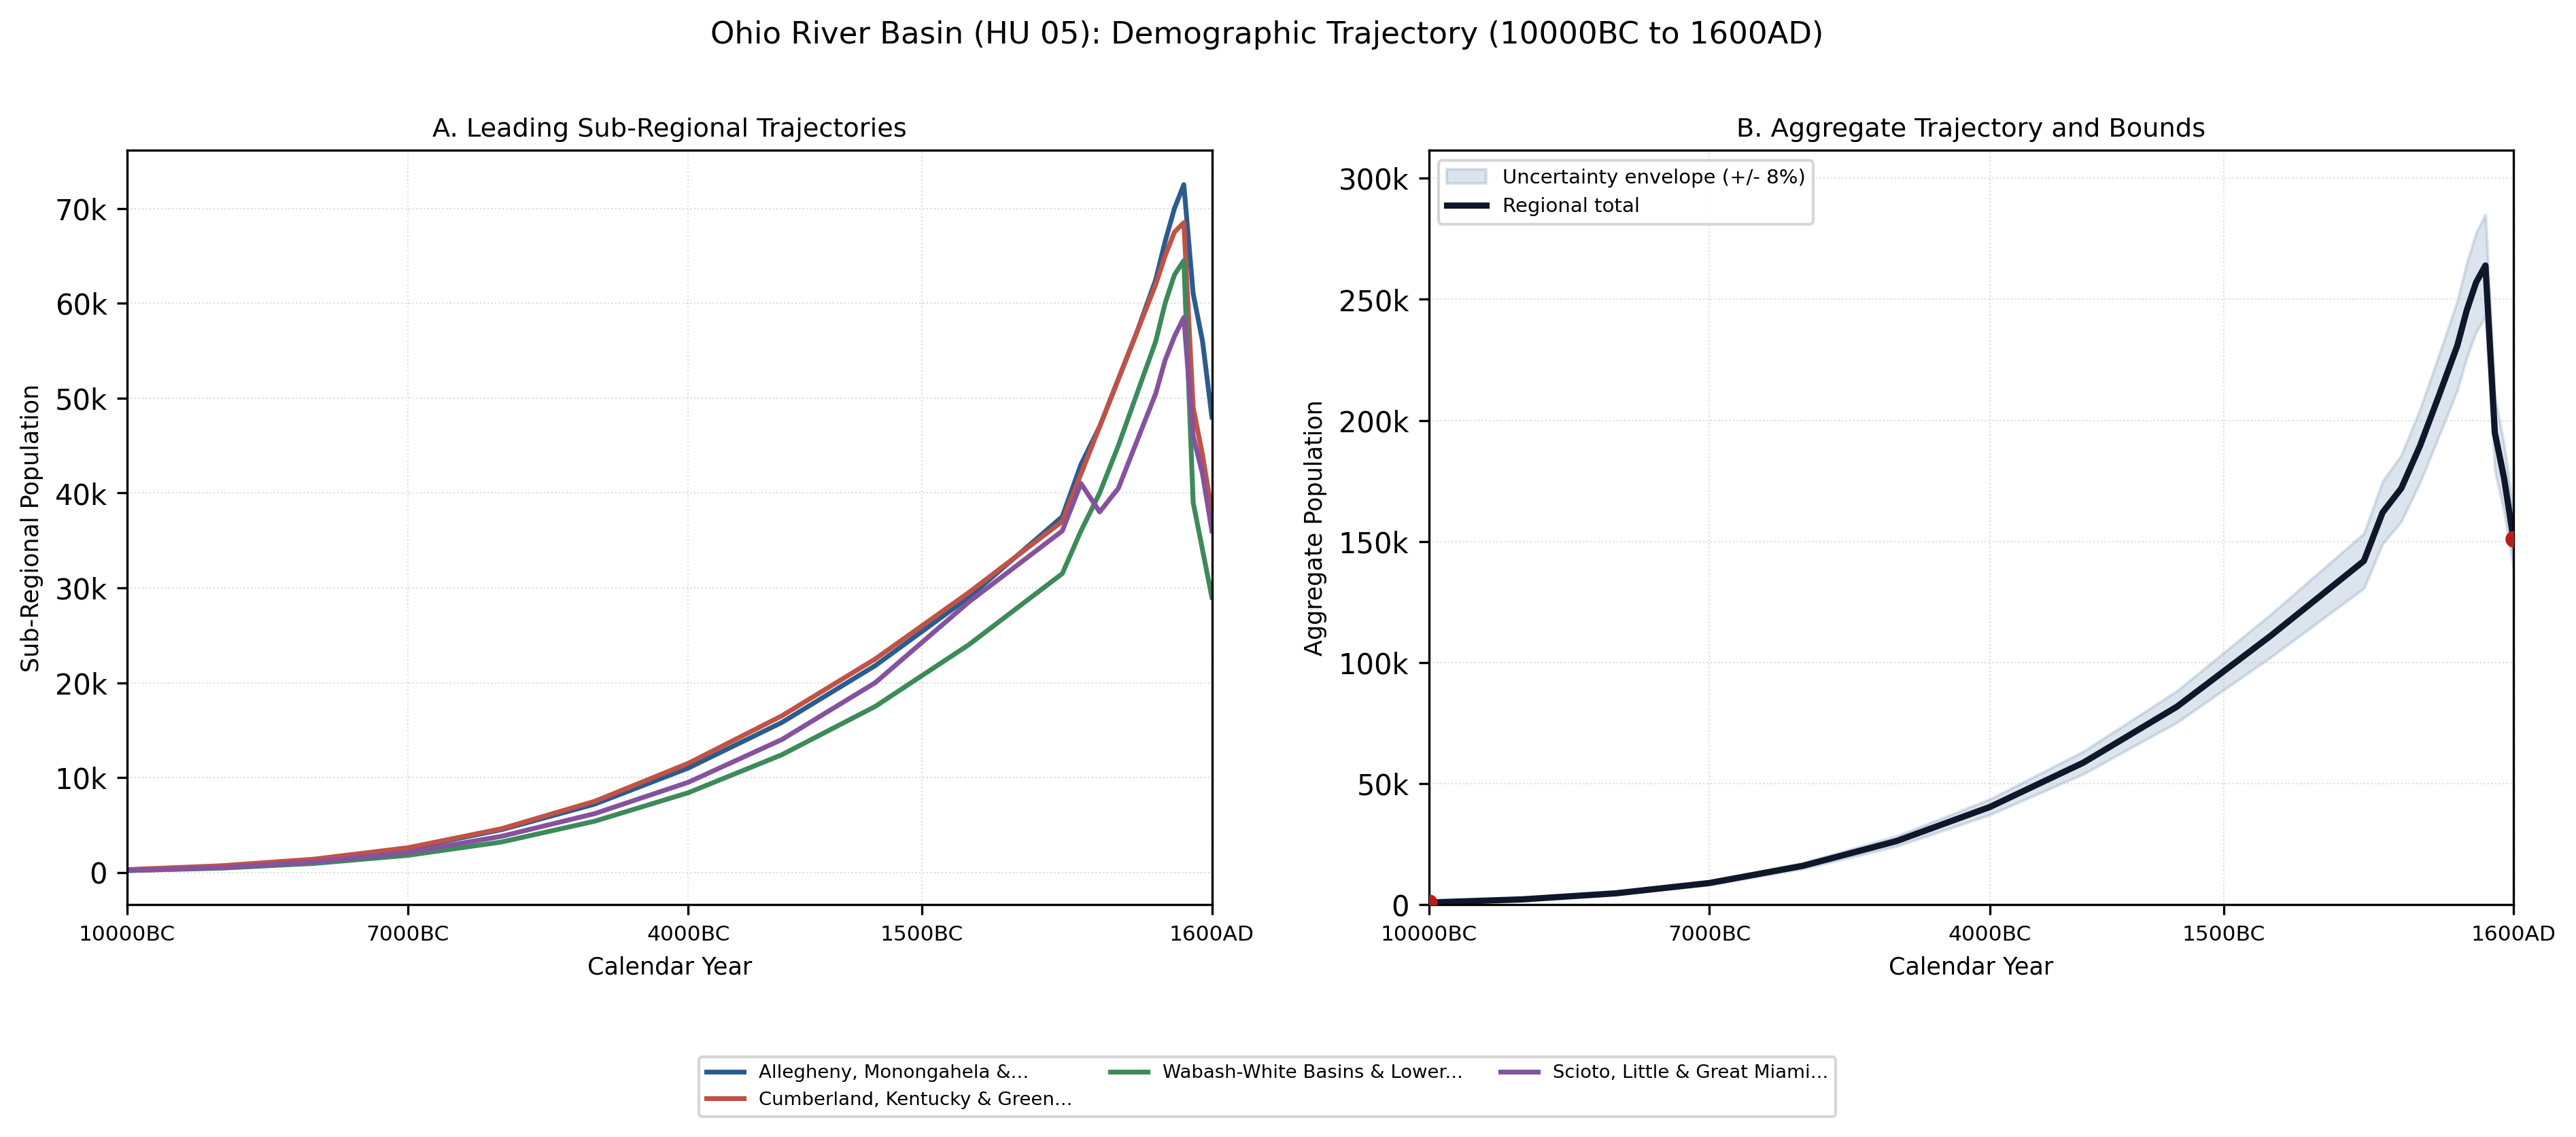 Ohio River Basin (HU 05): Demographic Trajectory (10000BC to 1600AD)
A. Leading Sub-Regional Trajectories
Sub-Regional Population
70k
60k
50k
40k
30k
20k
10k
0
10000BC
7000BC
4000BC
1500BC
1600AD
Calendar Year
B. Aggregate Trajectory and Bounds
Uncertainty envelope (+/- 8%)
Regional total
Aggregate Population
300k
250k
200k
150k
100k
50k
0
10000BC
7000BC
4000BC
1500BC
1600AD
Calendar Year
Allegheny, Monongahela &...
Cumberland, Kentucky & Green...
Wabash-White Basins & Lower...
Scioto, Little & Great Miami...